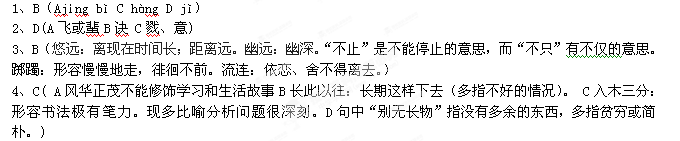 1、B（Ajìng bì C hàng D jì）
2、D(A 飞或蜚 B 诀 C 戮、意)
3、B（悠远：离现在时间长；距离远。幽远：幽深。“不止”是不能停止的意思，而“不只”有不仅的意思。
踯躅：形容慢慢地走，徘徊不前。流连：依恋、舍不得离去。）
4、C( A 风华正茂不能修饰学习和生活故事 B 长此以往：长期这样下去（多指不好的情况）。 C 入木三分：
形容书法极有笔力。现多比喻分析问题很深刻。D 句中“别无长物”指没有多余的东西，多指贫穷或简
朴。)